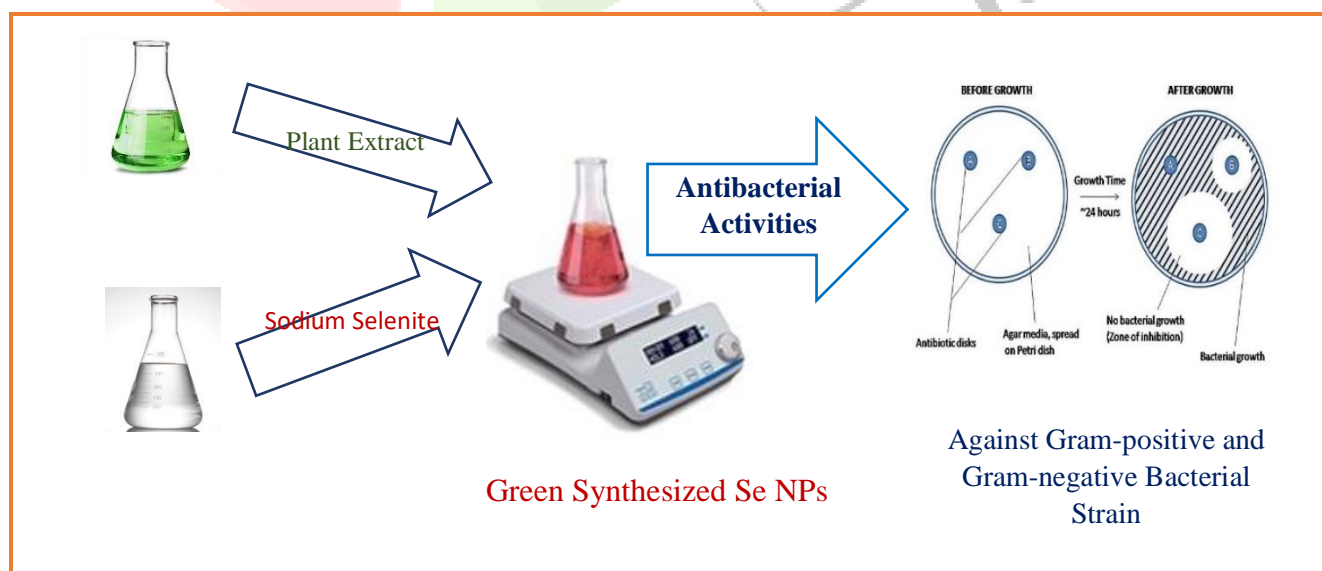 Plant Extract
Sodium Selenite
Antibacterial
Activities
Green Synthesized Se NPs
BEFORE GROWTH
A
B
C
Antibiotic disks
Agar media, spread
on Petri dish
Growth Time
~24 hours
AFTER GROWTH
A
B
C
No bacterial growth
(Zone of inhibition)
Bacterial growth
Against Gram-positive and
Gram-negative Bacterial
Strain